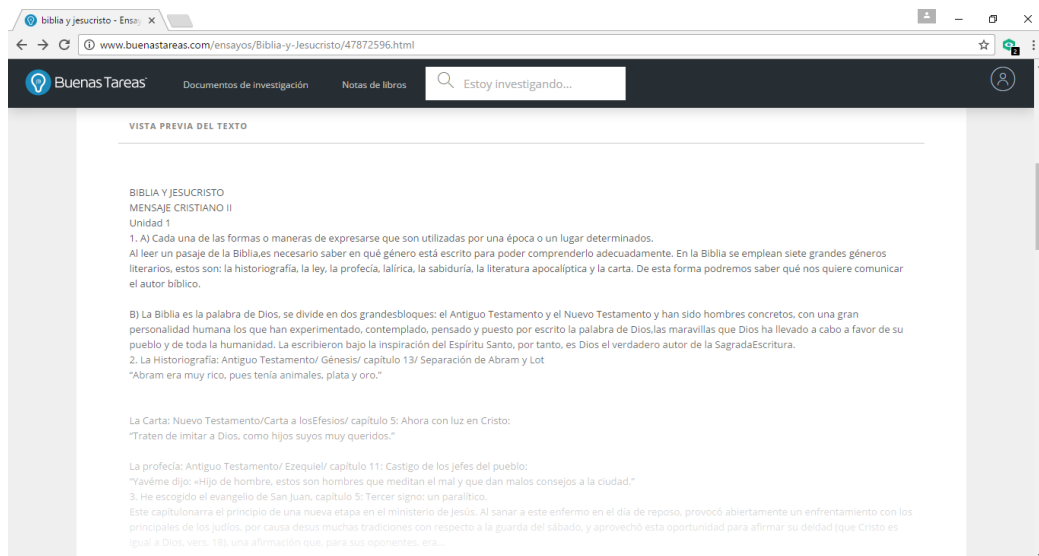 biblia y jesucristo - Ensay
www.buenastareas.com/ensayos/Biblia-y-Jesucristo/47872596.html
2
BuenasTareas
Documentos de investigación
Notas de libros
Estoy investigando...
VISTA PREVIA DEL TEXTO
BIBLIA Y JESUCRISTO
MENSAJE CRISTIANO II
Unidad 1
1. A) Cada una de las formas o maneras de expresarse que son utilizadas por una época o un lugar determinados.
Al leer un pasaje de la Biblia,es necesario saber en qué género está escrito para poder comprenderlo adecuadamente. En la Biblia se emplean siete grandes géneros
literarios, estos son: la historiografía, la ley, la profecía, lalírica, la sabiduría, la literatura apocalíptica y la carta. De esta forma podremos saber qué nos quiere comunicar
el autor bíblico.
B) La Biblia es la palabra de Dios, se divide en dos grandesbloques: el Antiguo Testamento y el Nuevo Testamento y han sido hombres concretos, con una gran
personalidad humana los que han experimentado, contemplado, pensado y puesto por escrito la palabra de Dios,las maravillas que Dios ha llevado a cabo a favor de su
pueblo y de toda la humanidad. La escribieron bajo la inspiración del Espíritu Santo, por tanto, es Dios el verdadero autor de la SagradaEscritura.
2. La Historiografía: Antiguo Testamento/ Génesis/ capítulo 13/ Separación de Abram y Lot
"Abram era muy rico, pues tenía animales, plata y oro."
La Carta: Nuevo Testamento/Carta a losEfesios/ capítulo 5: Ahora con luz en Cristo:
"Traten de imitar a Dios, como hijos suyos muy queridos."
La profecía: Antiguo Testamento/ Ezequiel/ capítulo 11: Castigo de los jefes del pueblo:
"Yavéme dijo: «Hijo de hombre, estos son hombres que meditan el mal y que dan malos consejos a la ciudad."
3. He escogido el evangelio de San Juan, capítulo 5: Tercer signo: un paralítico.
Este capítulonarra el principio de una nueva etapa en el ministerio de Jesús. Al sanar a este enfermo en el día de reposo, provocó abiertamente un enfrentamiento con los
principales de los judíos, por causa desus muchas tradiciones con respecto a la guarda del sábado, y aprovechó esta oportunidad para afirmar su deidad (que Cristo es
igual a Dios, vers. 18), una afirmación que, para sus oponentes, era...